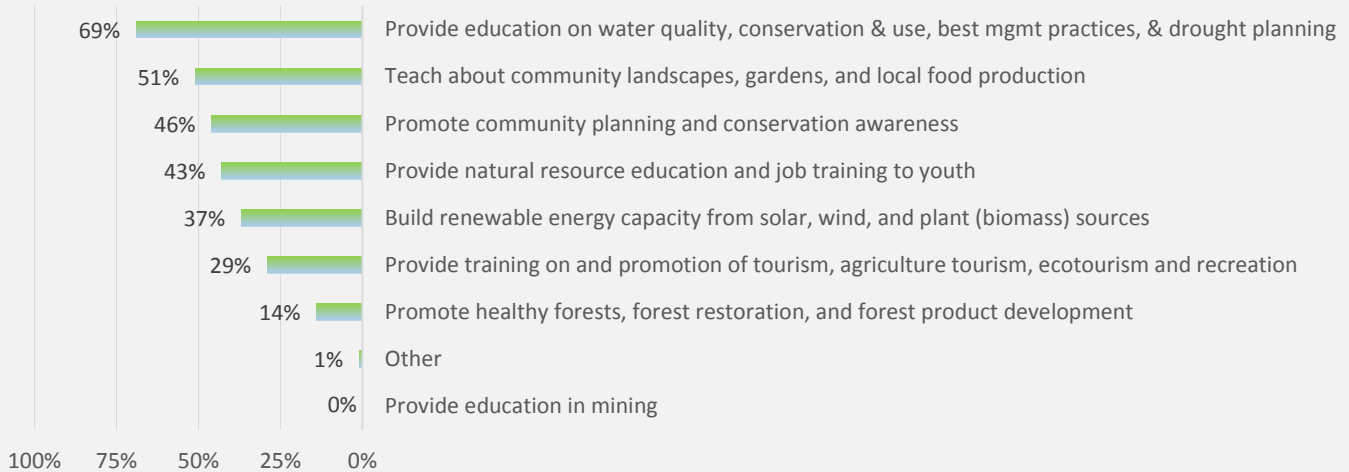 69% Provide education on water quality, conservation & use, best mgmt practices, & drought planning
51% Teach about community landscapes, gardens, and local food production
46% Promote community planning and conservation awareness
43% Provide natural resource education and job training to youth
37% Build renewable energy capacity from solar, wind, and plant (biomass) sources
29% Provide training on and promotion of tourism, agriculture tourism, ecotourism and recreation
14% Promote healthy forests, forest restoration, and forest product development
1% Other
0% Provide education in mining
100% 75% 50% 25% 0%